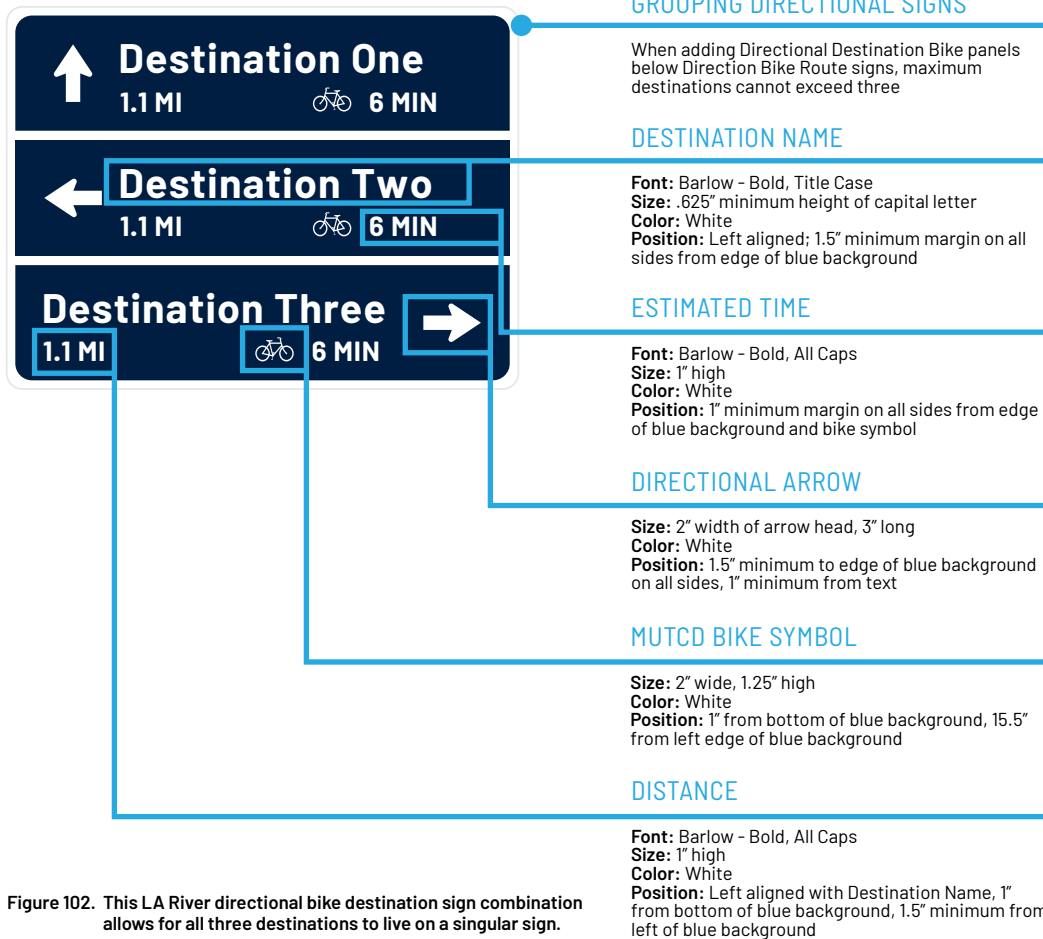 Destination One
1.1 MI 6 MIN
Destination Two
1.1 MI 6 MIN
Destination Three
1.1 MI 6 MIN
GROUPING DIRECTIONAL SIGNS
When adding Directional Destination Bike panels
below Direction Bike Route signs, maximum
destinations cannot exceed three
DESTINATION NAME
Font: Barlow - Bold, Title Case
Size: .625” minimum height of capital letter
Color: White
Position: Left aligned; 1.5” minimum margin on all
sides from edge of blue background
ESTIMATED TIME
Font: Barlow - Bold, All Caps
Size: 1” high
Color: White
Position: 1” minimum margin on all sides from edge
of blue background and bike symbol
DIRECTIONAL ARROW
Size: 2” width of arrow head, 3” long
Color: White
Position: 1.5” minimum to edge of blue background
on all sides, 1” minimum from text
MUTCD BIKE SYMBOL
Size: 2” wide, 1.25” high
Color: White
Position: 1” from bottom of blue background, 15.5”
from left edge of blue background
DISTANCE
Font: Barlow - Bold, All Caps
Size: 1” high
Color: White
Position: Left aligned with Destination Name, 1”
from bottom of blue background, 1.5” minimum from
left of blue background
Figure 102. This LA River directional bike destination sign combination
allows for all three destinations to live on a singular sign.